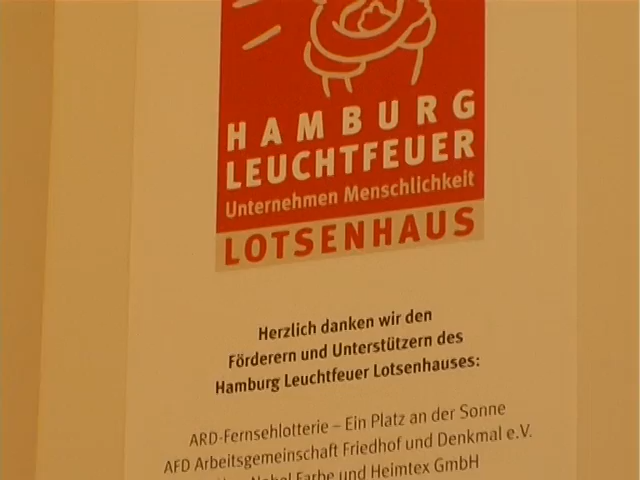 HAMBURG
LEUCHTFEUER
Unternehmen Menschlichkeit
LOTSENHAUS
Herzlich danken wir den
Förderern und Unterstützern des
Hamburg Leuchtfeuer Lotsenhauses:
ARD-Fernsehlotterie – Ein Platz an der Sonne
AFD Arbeitsgemeinschaft Friedhof und Denkmal e.V.
Nobel Farbe und Heimtex GmbH